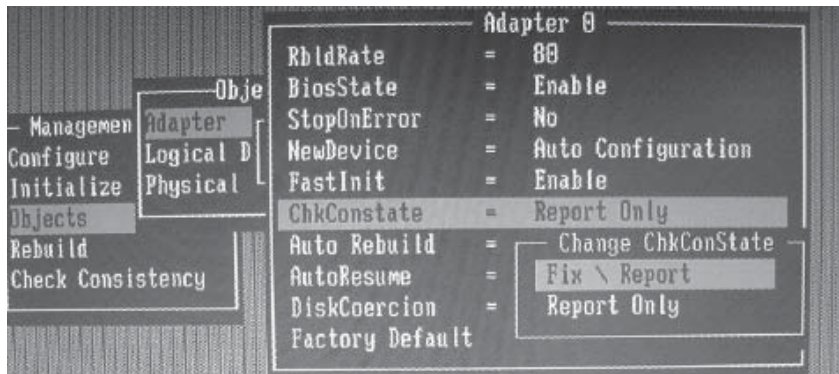 Managemen
Configure
Initialize
Objects
Rebuild
Check Consistency
Obje
Adapter
Logical D
Physical
Adapter 0
RbldRate = 80
BiosState = Enable
StopOnError = No
NewDevice = Auto Configuration
FastInit = Enable
ChkConstate = Report Only
Auto Rebuild =
AutoResume =
DiskCoercion =
Factory Default
Change ChkConState
Fix \ Report
Report Only